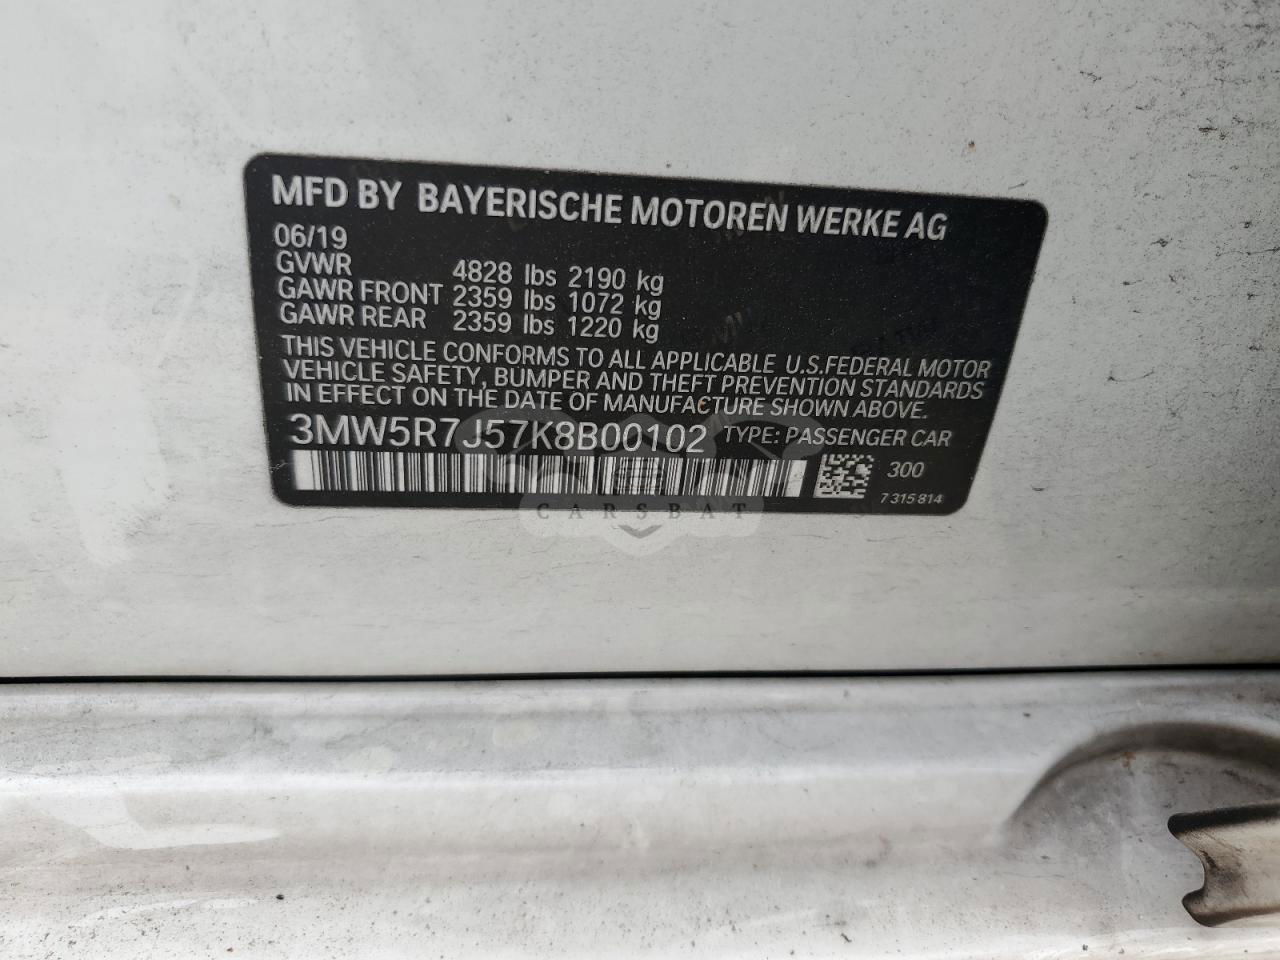 MFD BY BAYERISCHE MOTOREN WERKE AG
06/19
GVWR 4828 lbs 2190 kg
GAWR FRONT 2359 lbs 1072 kg
GAWR REAR 2359 lbs 1220 kg
THIS VEHICLE CONFORMS TO ALL APPLICABLE U.S.FEDERAL MOTOR
VEHICLE SAFETY, BUMPER AND THEFT PREVENTION STANDARDS
IN EFFECT ON THE DATE OF MANUFACTURE SHOWN ABOVE.
3MW5R7J57K8B00102 TYPE: PASSENGER CAR
300
7 315 814
CARSBAT